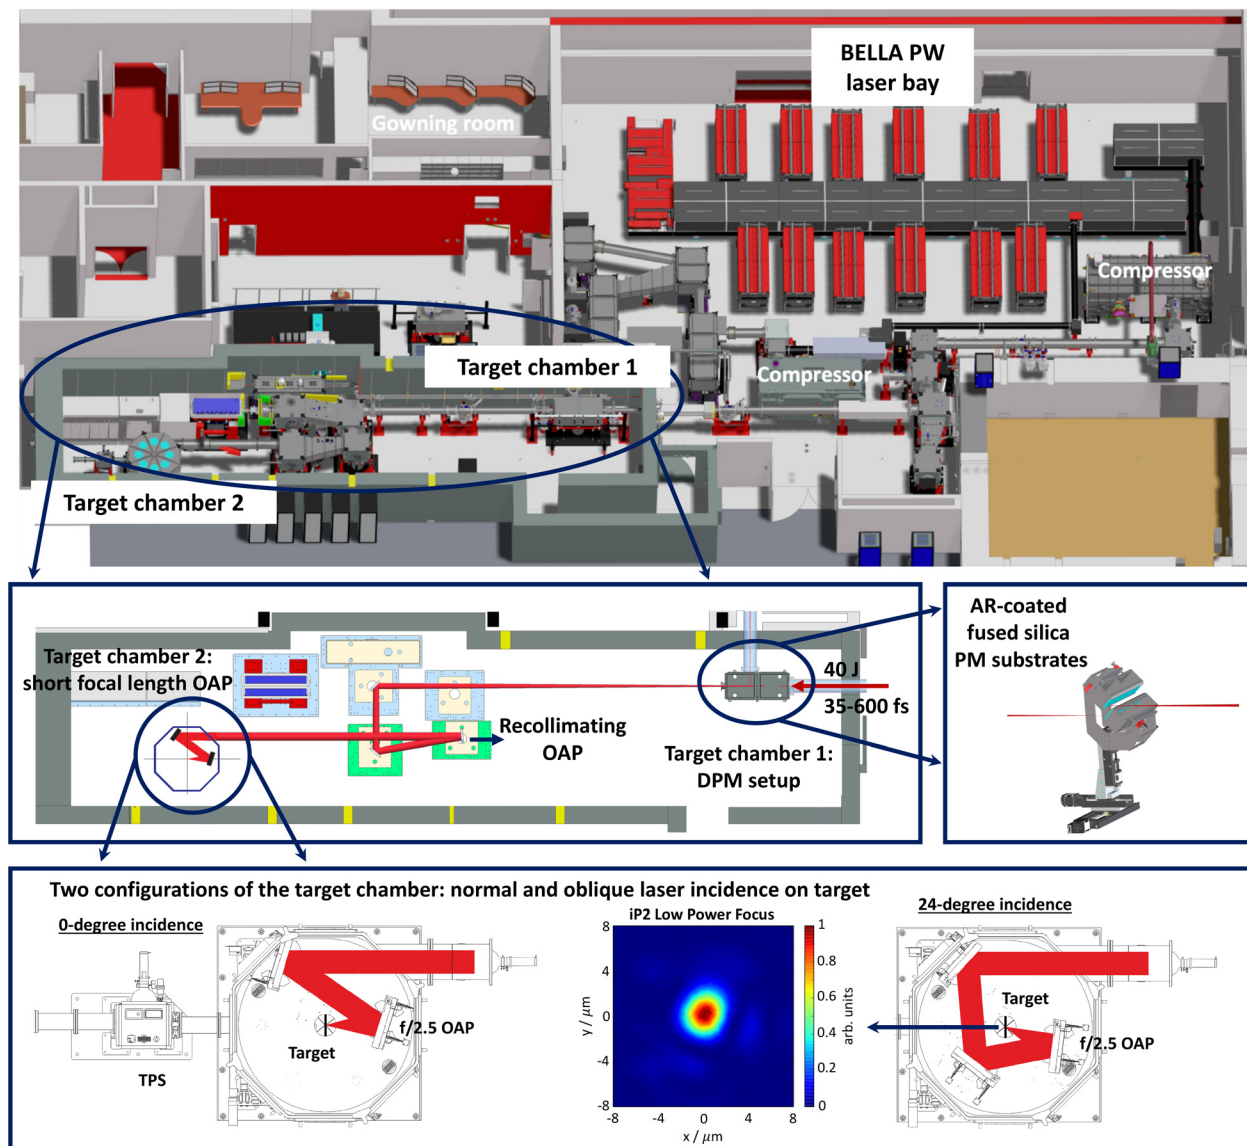 BELLA PW
laser bay
Gowning room
Compressor
Target chamber 1
Compressor
Target chamber 2
Target chamber 2:
short focal length OAP
40 J
35-600 fs
Recollimating
OAP
Target chamber 1:
DPM setup
AR-coated
fused silica
PM substrates
Two configurations of the target chamber: normal and oblique laser incidence on target
0-degree incidence
Target
f/2.5 OAP
TPS
iP2 Low Power Focus
8
4
0
-4
-8
y / μm
-8
-4
0
4
8
x / μm
1
0.8
0.6
0.4
0.2
0
arb. units
24-degree incidence
Target
f/2.5 OAP